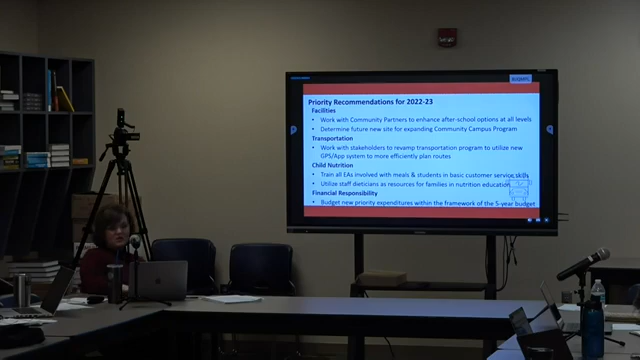 Priority Recommendations for 2022-23
Facilities
• Work with Community Partners to enhance after-school options at all levels
• Determine future new site for expanding Community Campus Program
Transportation
• Work with stakeholders to revamp transportation program to utilize new
GPS/App system to more efficiently plan routes
Child Nutrition
• Train all EAs involved with meals & students in basic customer service skills
• Utilize staff dieticians as resources for families in nutrition education
Financial Responsibility
• Budget new priority expenditures within the framework of the 5-year budget